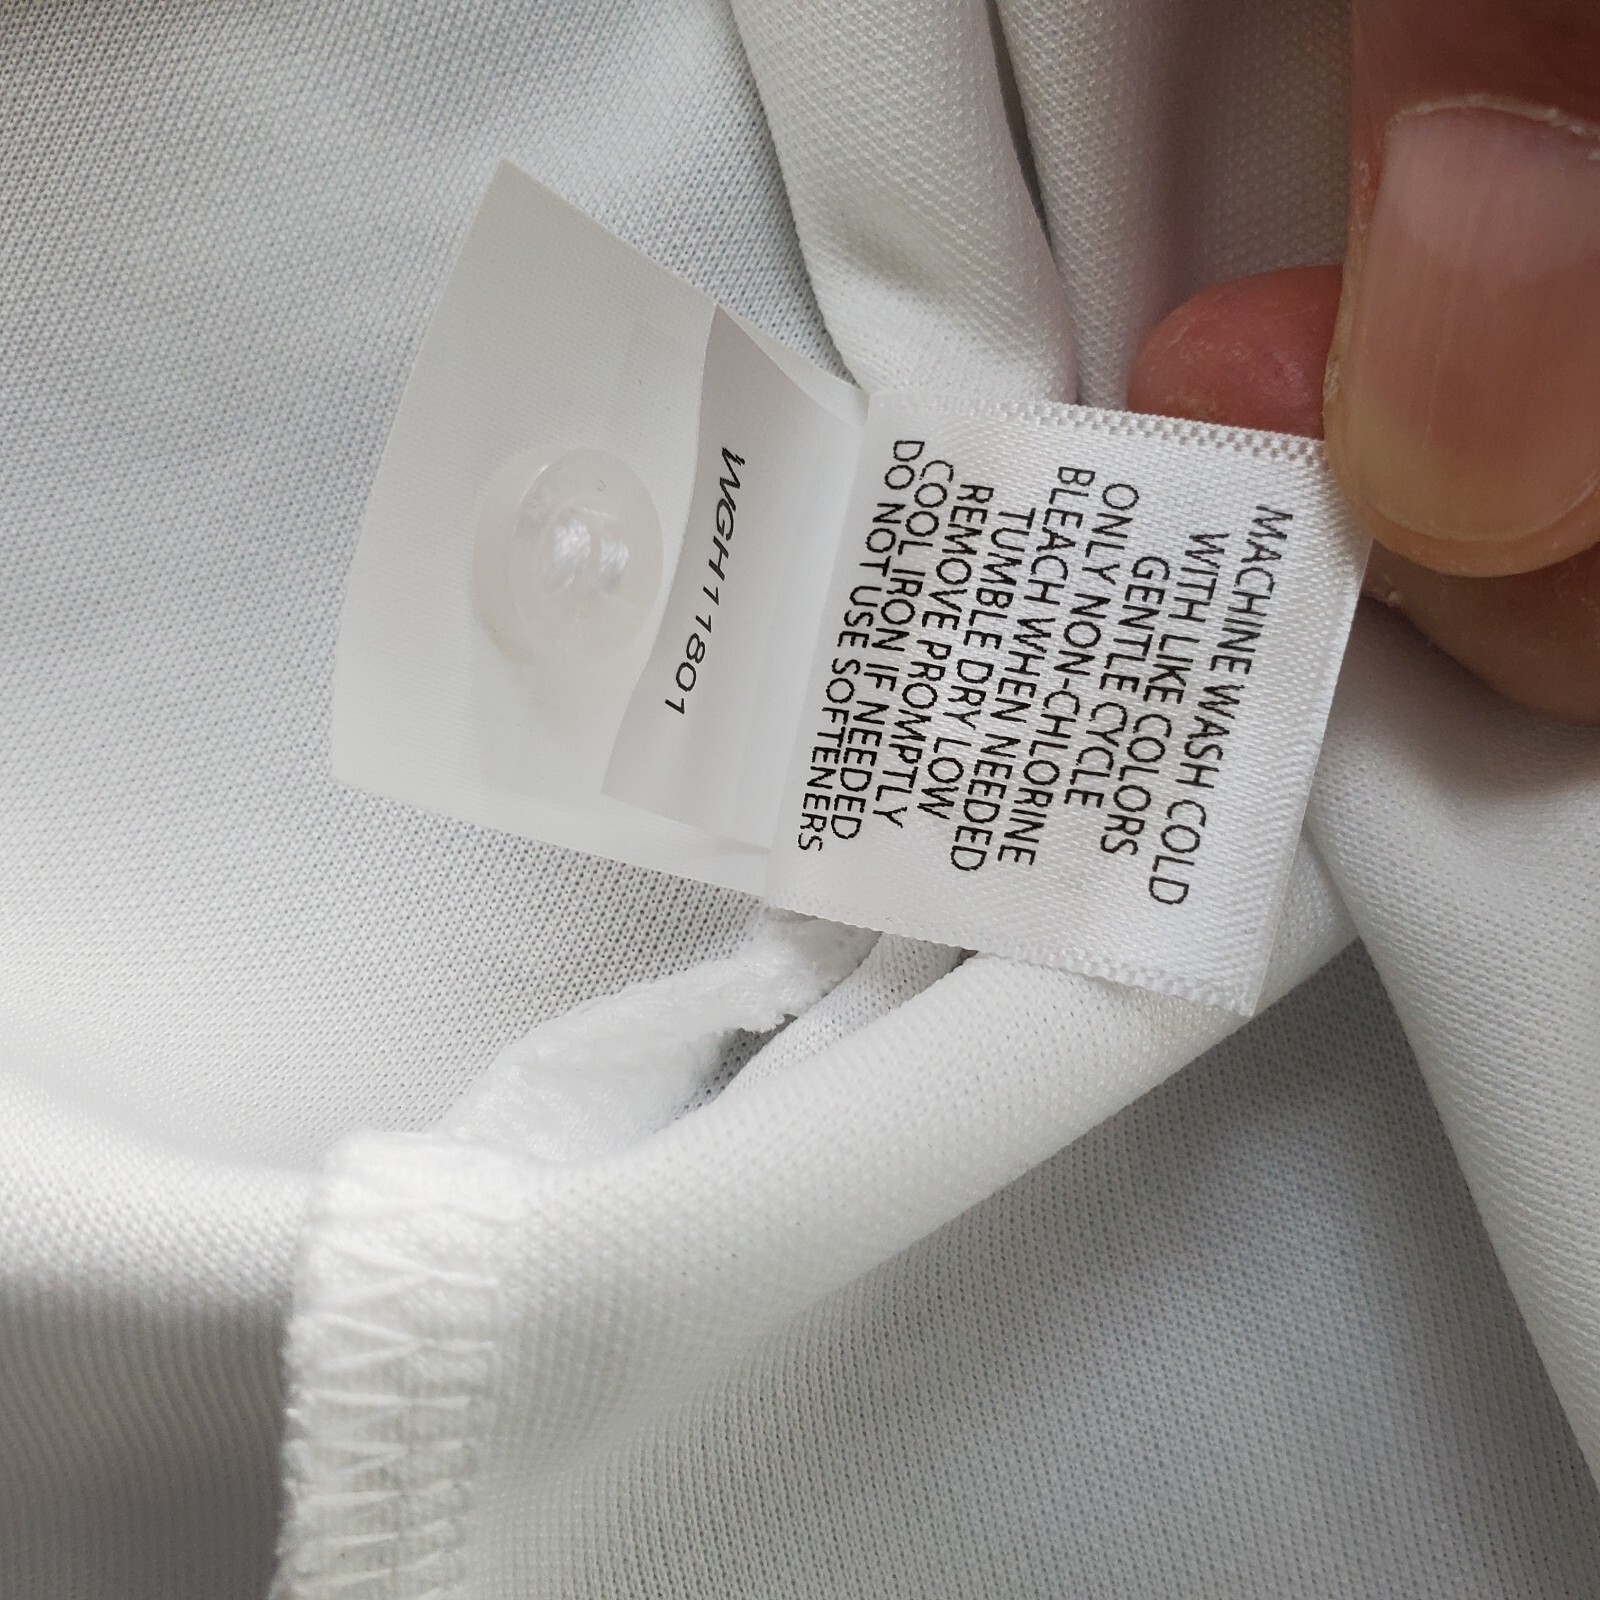 MACHINE WASH COLD
WITH LIKE COLORS
GENTLE CYCLE
ONLY NON-CHLORINE
BLEACH WHEN NEEDED
TUMBLE DRY LOW
REMOVE PROMPTLY
COOL IRON IF NEEDED
DO NOT USE SOFTENERS
WGH11801